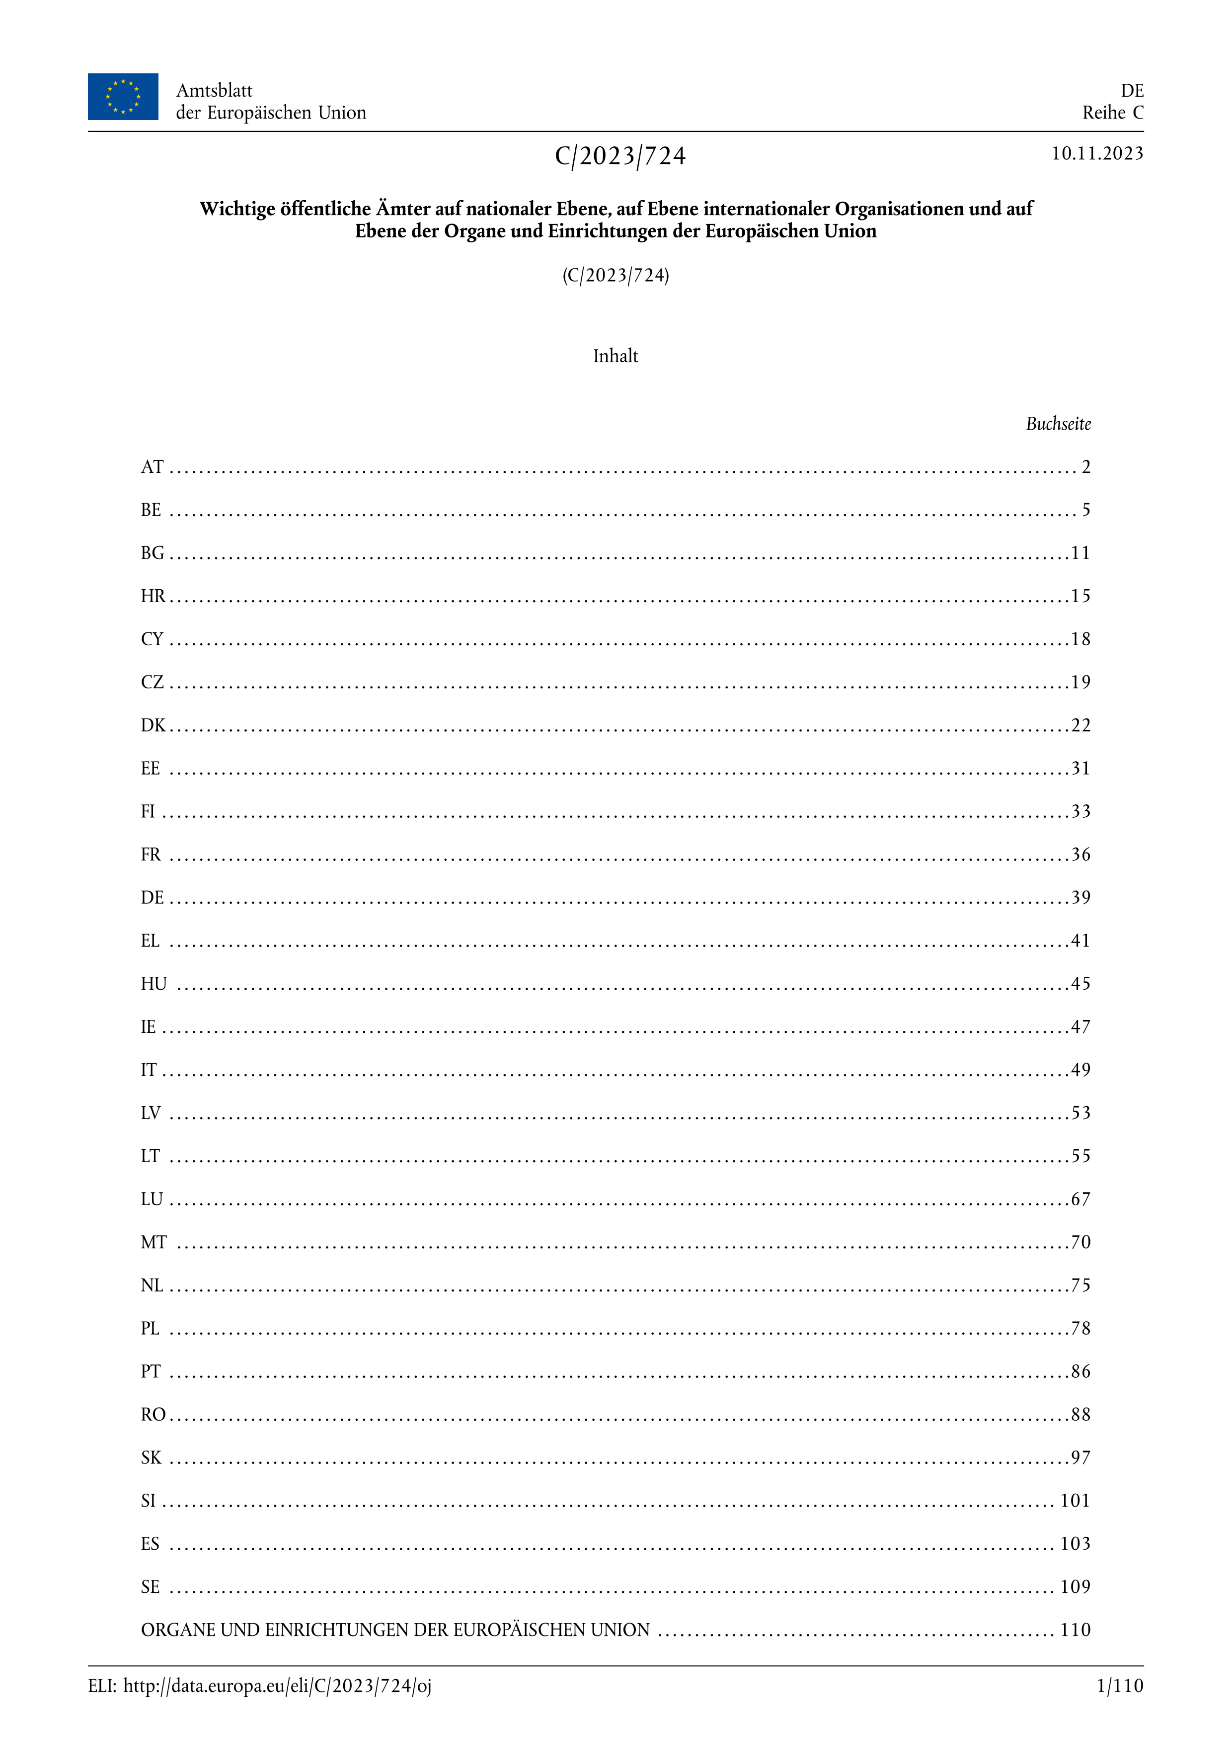 Amtsblatt
der Europäischen Union
DE
Reihe C
C/2023/724
10.11.2023
Wichtige öffentliche Ämter auf nationaler Ebene, auf Ebene internationaler Organisationen und auf
Ebene der Organe und Einrichtungen der Europäischen Union
(C/2023/724)
Inhalt
Buchseite
AT 2
BE 5
BG 11
HR 15
CY 18
CZ 19
DK 22
EE 31
FI 33
FR 36
DE 39
EL 41
HU 45
IE 47
IT 49
LV 53
LT 55
LU 67
MT 70
NL 75
PL 78
PT 86
RO 88
SK 97
SI 101
ES 103
SE 109
ORGANE UND EINRICHTUNGEN DER EUROPÄISCHEN UNION 110
ELI: http://data.europa.eu/eli/C/2023/724/oj
1/110